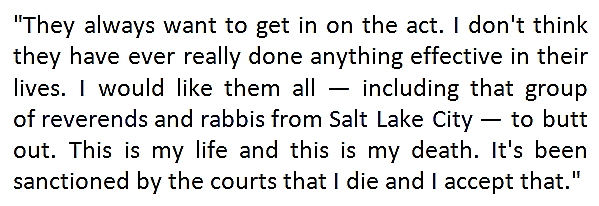 "They always want to get in on the act. I don't think
they have ever really done anything effective in their
lives. I would like them all — including that group
of reverends and rabbis from Salt Lake City — to butt
out. This is my life and this is my death. It's been
sanctioned by the courts that I die and I accept that."